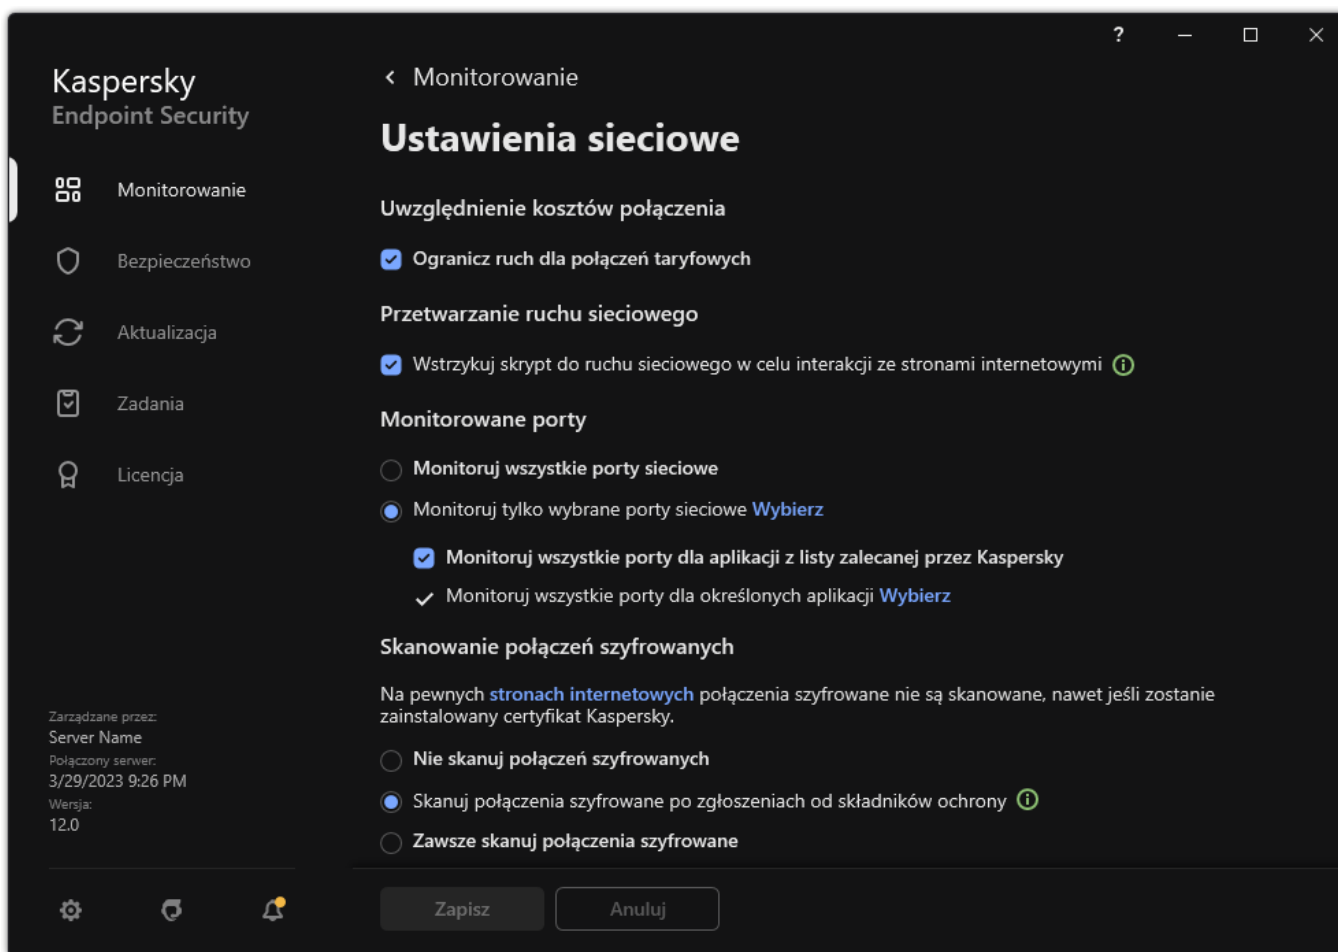 ?
Kaspersky
Endpoint Security
Monitorowanie
Bezpieczeństwo
Aktualizacja
Zadania
Licencja
Zarządzane przez:
Server Name
Połączony serwer:
3/29/2023 9:26 PM
Wersja:
12.0
Monitorowanie
Ustawienia sieciowe
Uwzględnienie kosztów połączenia
Ogranicz ruch dla połączeń taryfowych
Przetwarzanie ruchu sieciowego
Wstrzykuj skrypt do ruchu sieciowego w celu interakcji ze stronami internetowymi
Monitorowane porty
Monitoruj wszystkie porty sieciowe
Monitoruj tylko wybrane porty sieciowe Wybierz
Monitoruj wszystkie porty dla aplikacji z listy zalecanej przez Kaspersky
Monitoruj wszystkie porty dla określonych aplikacji Wybierz
Skanowanie połączeń szyfrowanych
Na pewnych stronach internetowych połączenia szyfrowane nie są skanowane, nawet jeśli zostanie
zainstalowany certyfikat Kaspersky.
Nie skanuj połączeń szyfrowanych
Skanuj połączenia szyfrowane po zgłoszeniach od składników ochrony
Zawsze skanuj połączenia szyfrowane
Zapisz
Anuluj